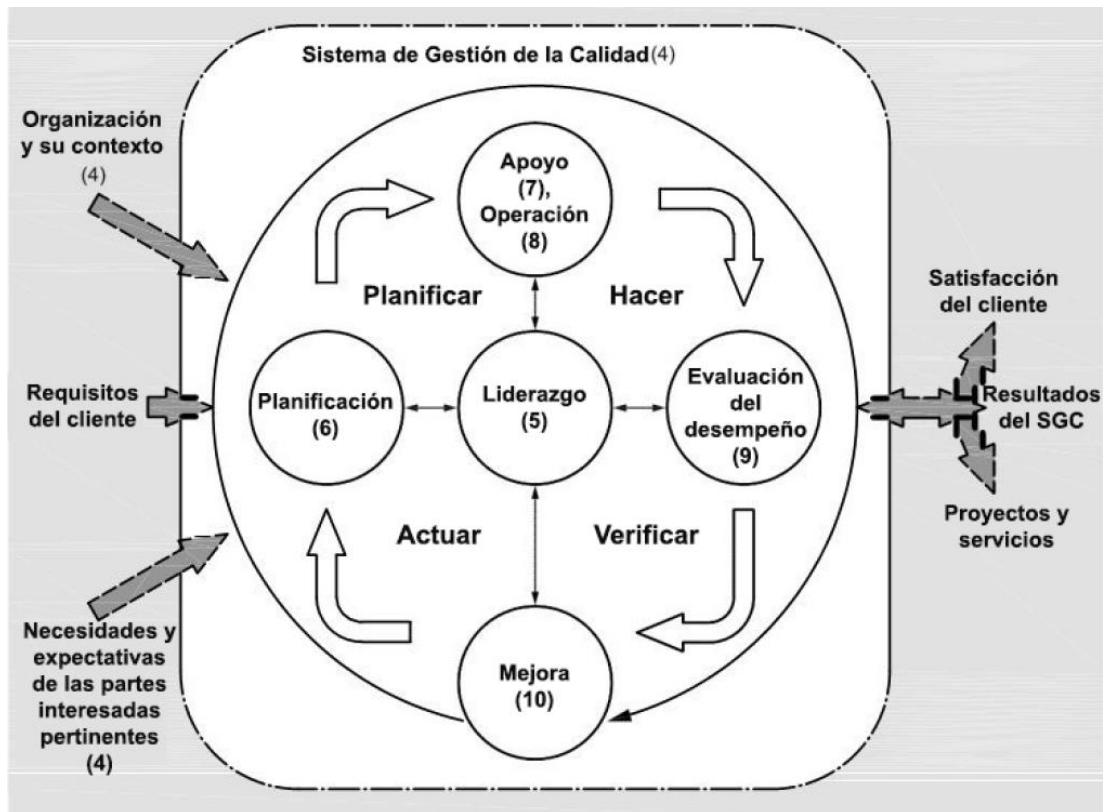 Sistema de Gestión de la Calidad(4)
Organización
y su contexto
(4)
Requisitos
del cliente
Necesidades y
expectativas
de las partes
interesadas
pertinentes
(4)
Apoyo
(7),
Operación
(8)
Planificar
Hacer
Planificación
(6)
Liderazgo
(5)
Evaluación
del
desempeño
(9)
Actuar
Verificar
Mejora
(10)
Satisfacción
del cliente
Resultados
del SGC
Proyectos y
servicios